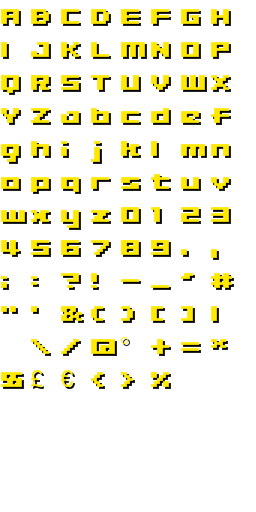 A B C D E F G H
I J K L M N O P
Q R S T U V W X
Y Z a b c d e f
g h i j k l m n
o p q r s t u v
w x y z 0 1 2 3
4 5 6 7 8 9 . ,
; : ? ! - _ ´ #
" ' & ( ) [ ] |
\ / @ ° + = *
£ € < > %